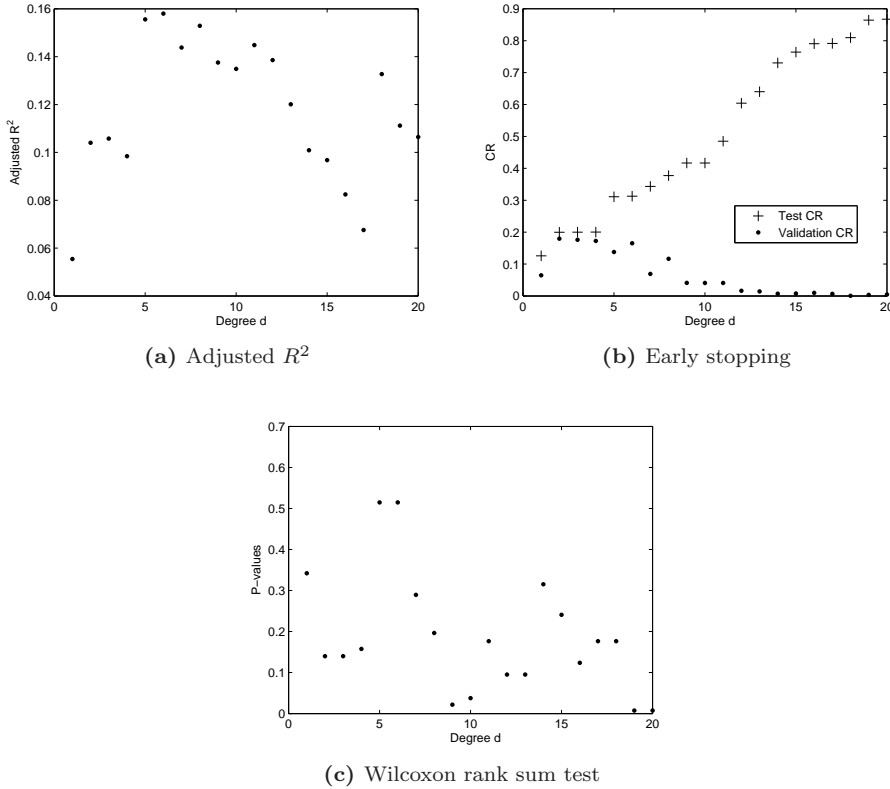 0.16
0.14
0.12
0.1
0.08
0.06
0.04
Adjusted R²
0 5 10 15 20
Degree d
(a) Adjusted R²
0.9
0.8
0.7
0.6
0.5
0.4
0.3
0.2
0.1
0
CR
Test CR
Validation CR
0 5 10 15 20
Degree d
(b) Early stopping
0.7
0.6
0.5
0.4
0.3
0.2
0.1
0
P−values
0 5 10 15 20
Degree d
(c) Wilcoxon rank sum test